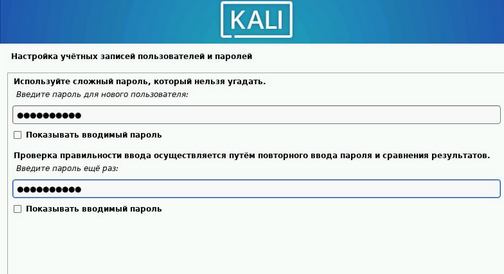 KALI
Настройка учётных записей пользователей и паролей
Используйте сложный пароль, который нельзя угадать.
Введите пароль для нового пользователя:
●●●●●●●●●●
Показывать вводимый пароль
Проверка правильности ввода осуществляется путём повторного ввода пароля и сравнения результатов.
Введите пароль ещё раз:
●●●●●●●●●●
Показывать вводимый пароль